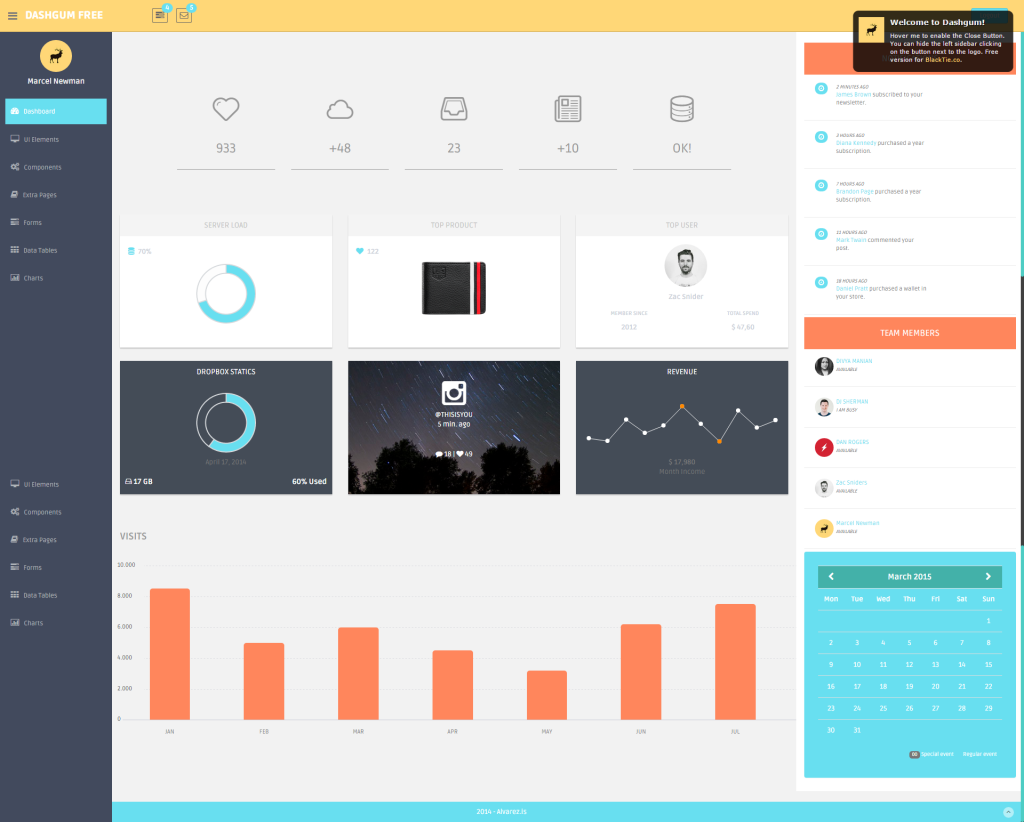 DASHGUM FREE
4
5
Welcome to Dashgum!
Hover me to enable the Close Button.
You can hide the left sidebar clicking
on the button next to the logo. Free
version for BlackTie.co.
Marcel Newman
Dashboard
UI Elements
Components
Extra Pages
Forms
Data Tables
Charts
UI Elements
Components
Extra Pages
Forms
Data Tables
Charts
933
+48
23
+10
OK!
SERVER LOAD
70%
TOP PRODUCT
122
TOP USER
Zac Snider
MEMBER SINCE
TOTAL SPEND
2012
$ 47,60
DROPBOX STATICS
April 17, 2014
17 GB
60% Used
@THISISYOU
5 min. ago
18 | 49
REVENUE
$ 17,980
Month Income
VISITS
10.000
8.000
6.000
4.000
2.000
0
JAN
FEB
MAR
APR
MAY
JUN
JUL
2 MINUTES AGO
James Brown subscribed to your
newsletter.
3 HOURS AGO
Diana Kennedy purchased a year
subscription.
7 HOURS AGO
Brandon Page purchased a year
subscription.
11 HOURS AGO
Mark Twain commented your
post.
18 HOURS AGO
Daniel Pratt purchased a wallet in
your store.
TEAM MEMBERS
DIVYA MANIAN
AVAILABLE
DJ SHERMAN
I AM BUSY
DAN ROGERS
AVAILABLE
Zac Sniders
AVAILABLE
Marcel Newman
AVAILABLE
March 2015
Mon Tue Wed Thu Fri Sat Sun
1
2 3 4 5 6 7 8
9 10 11 12 13 14 15
16 17 18 19 20 21 22
23 24 25 26 27 28 29
30 31
00 Special event Regular event
2014 - Alvarez.is